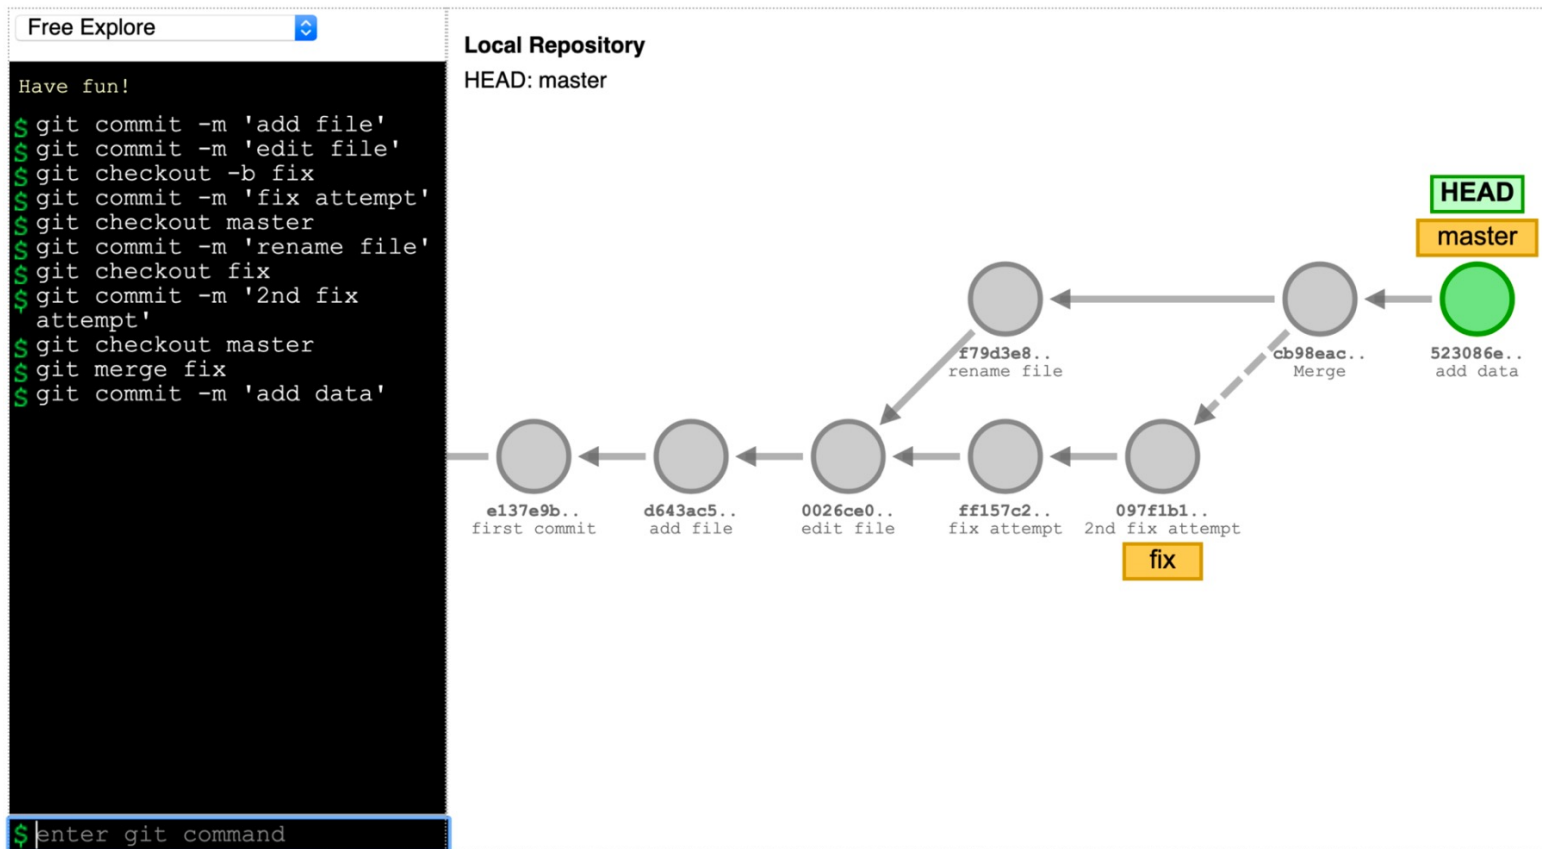 Free Explore
Have fun!
$ git commit -m 'add file'
$ git commit -m 'edit file'
$ git checkout -b fix
$ git commit -m 'fix attempt'
$ git checkout master
$ git commit -m 'rename file'
$ git checkout fix
$ git commit -m '2nd fix
attempt'
$ git checkout master
$ git merge fix
$ git commit -m 'add data'
$ enter git command
Local Repository
HEAD: master
HEAD
master
f79d3e8..
rename file
cb98eac..
Merge
523086e..
add data
e137e9b..
first commit
d643ac5..
add file
0026ce0..
edit file
ff157c2..
fix attempt
097f1b1..
2nd fix attempt
fix